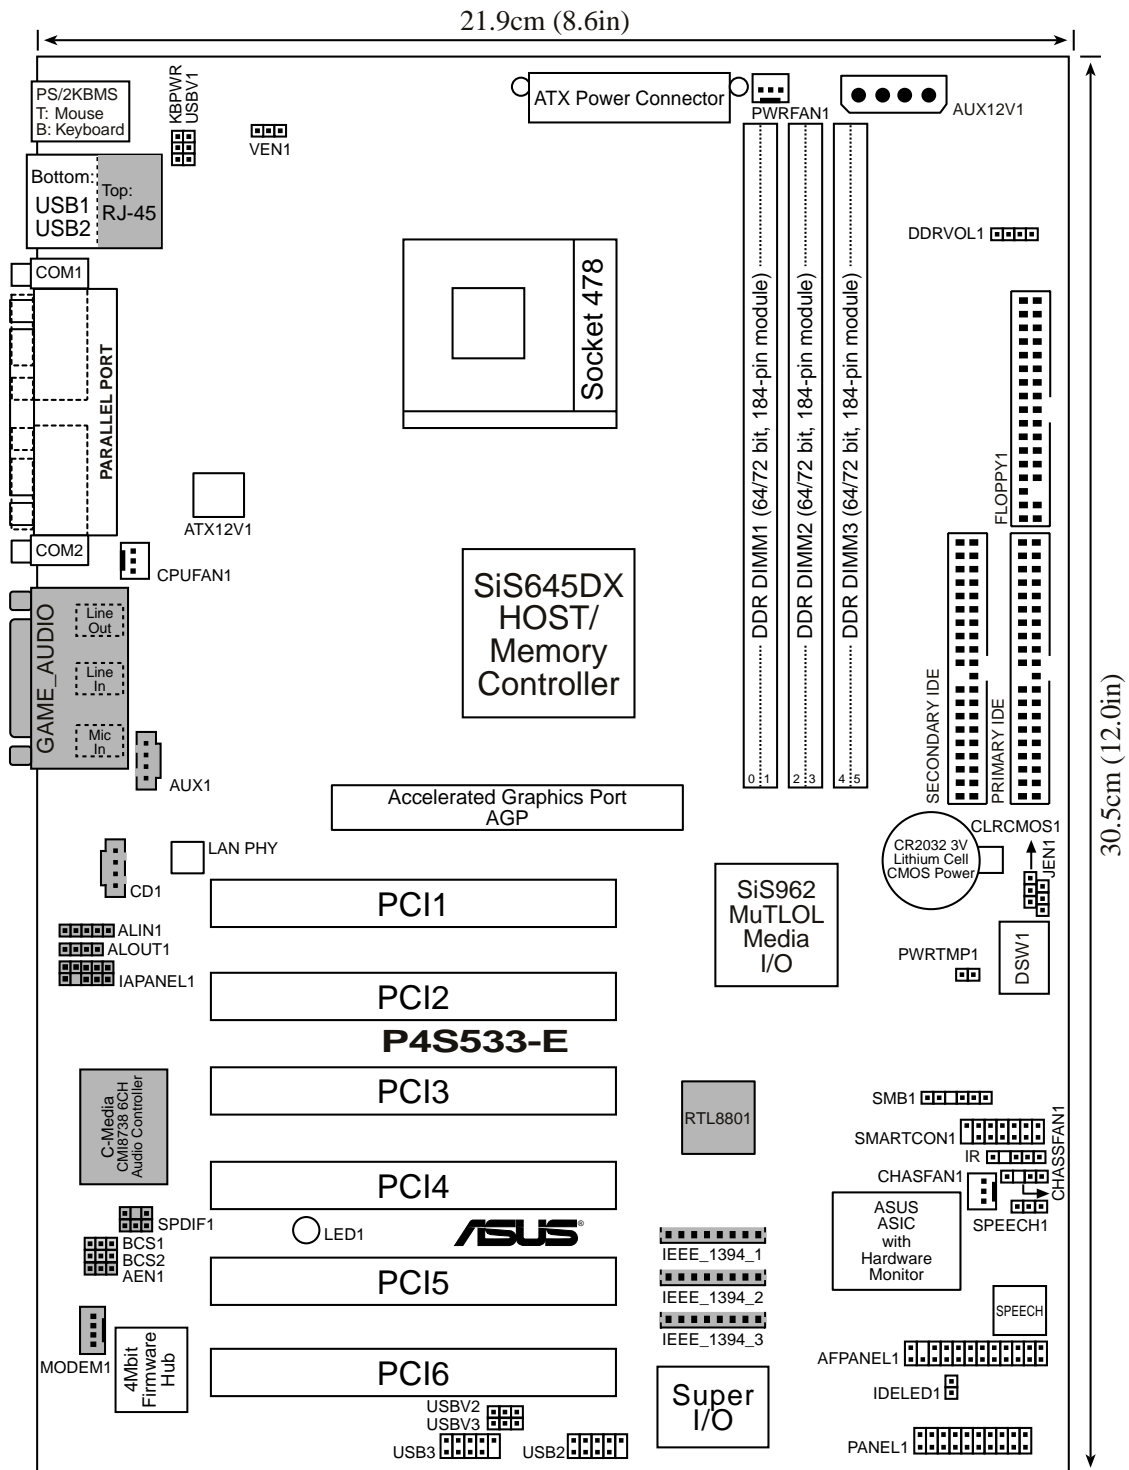 21.9cm (8.6in)
PS/2KBMS
T: Mouse
B: Keyboard
KBPWR
USBV1
VEN1
ATX Power Connector
PWRFAN1
AUX12V1
Bottom:
USB1
USB2
Top:
RJ-45
DDRVOL1
COM1
PARALLEL PORT
COM2
Socket 478
DDR DIMM1 (64/72 bit, 184-pin module)
DDR DIMM2 (64/72 bit, 184-pin module)
DDR DIMM3 (64/72 bit, 184-pin module)
0 1
2 3
4 5
FLOPPY1
ATX12V1
CPUFAN1
SiS645DX
HOST/
Memory
Controller
GAME_AUDIO
Line
Out
Line
In
Mic
In
AUX1
SECONDARY IDE
PRIMARY IDE
30.5cm (12.0in)
Accelerated Graphics Port
AGP
LAN PHY
CD1
CR2032 3V
Lithium Cell
CMOS Power
CLRCMOS1
JEN1
PCI1
SiS962
MuTLOL
Media
I/O
ALIN1
ALOUT1
IAPANEL1
PWRTMP1
DSW1
PCI2
P4S533-E
C-Media
CMI8738 6CH
Audio Controller
PCI3
RTL8801
SMB1
SMARTCON1
IR
CHASFAN1
CHASSFAN1
SPEECH1
PCI4
SPDIF1
BCS1
BCS2
AEN1
LED1
ASUS®
ASUS
ASIC
with
Hardware
Monitor
IEEE_1394_1
IEEE_1394_2
IEEE_1394_3
PCI5
SPEECH
MODEM1
4Mbit
Firmware
Hub
PCI6
Super
I/O
AFPANEL1
IDELED1
USBV2
USBV3
USB3
USB2
PANEL1